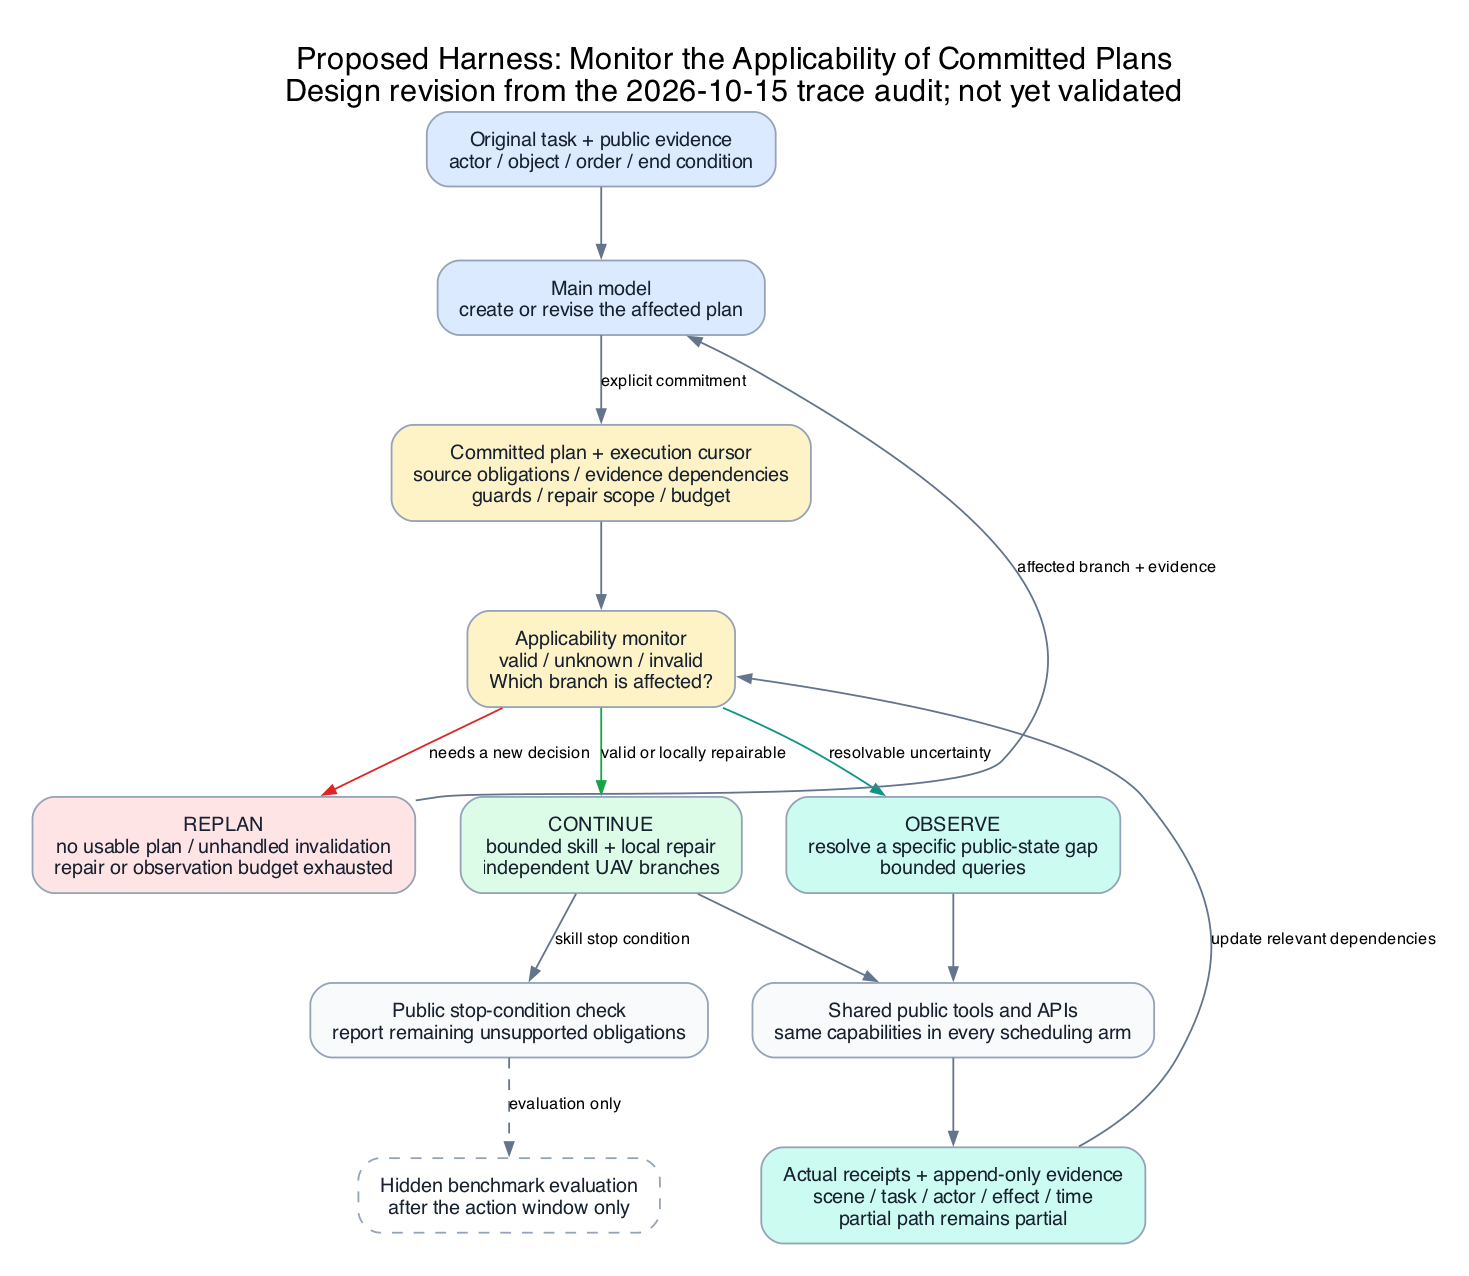 Proposed Harness: Monitor the Applicability of Committed Plans
Design revision from the 2026-10-15 trace audit; not yet validated
Original task + public evidence
actor / object / order / end condition
Main model
create or revise the affected plan
explicit commitment
Committed plan + execution cursor
source obligations / evidence dependencies
guards / repair scope / budget
affected branch + evidence
Applicability monitor
valid / unknown / invalid
Which branch is affected?
needs a new decision
valid or locally repairable
resolvable uncertainty
REPLAN
no usable plan / unhandled invalidation
repair or observation budget exhausted
CONTINUE
bounded skill + local repair
independent UAV branches
OBSERVE
resolve a specific public-state gap
bounded queries
skill stop condition
update relevant dependencies
Public stop-condition check
report remaining unsupported obligations
Shared public tools and APIs
same capabilities in every scheduling arm
evaluation only
Hidden benchmark evaluation
after the action window only
Actual receipts + append-only evidence
scene / task / actor / effect / time
partial path remains partial